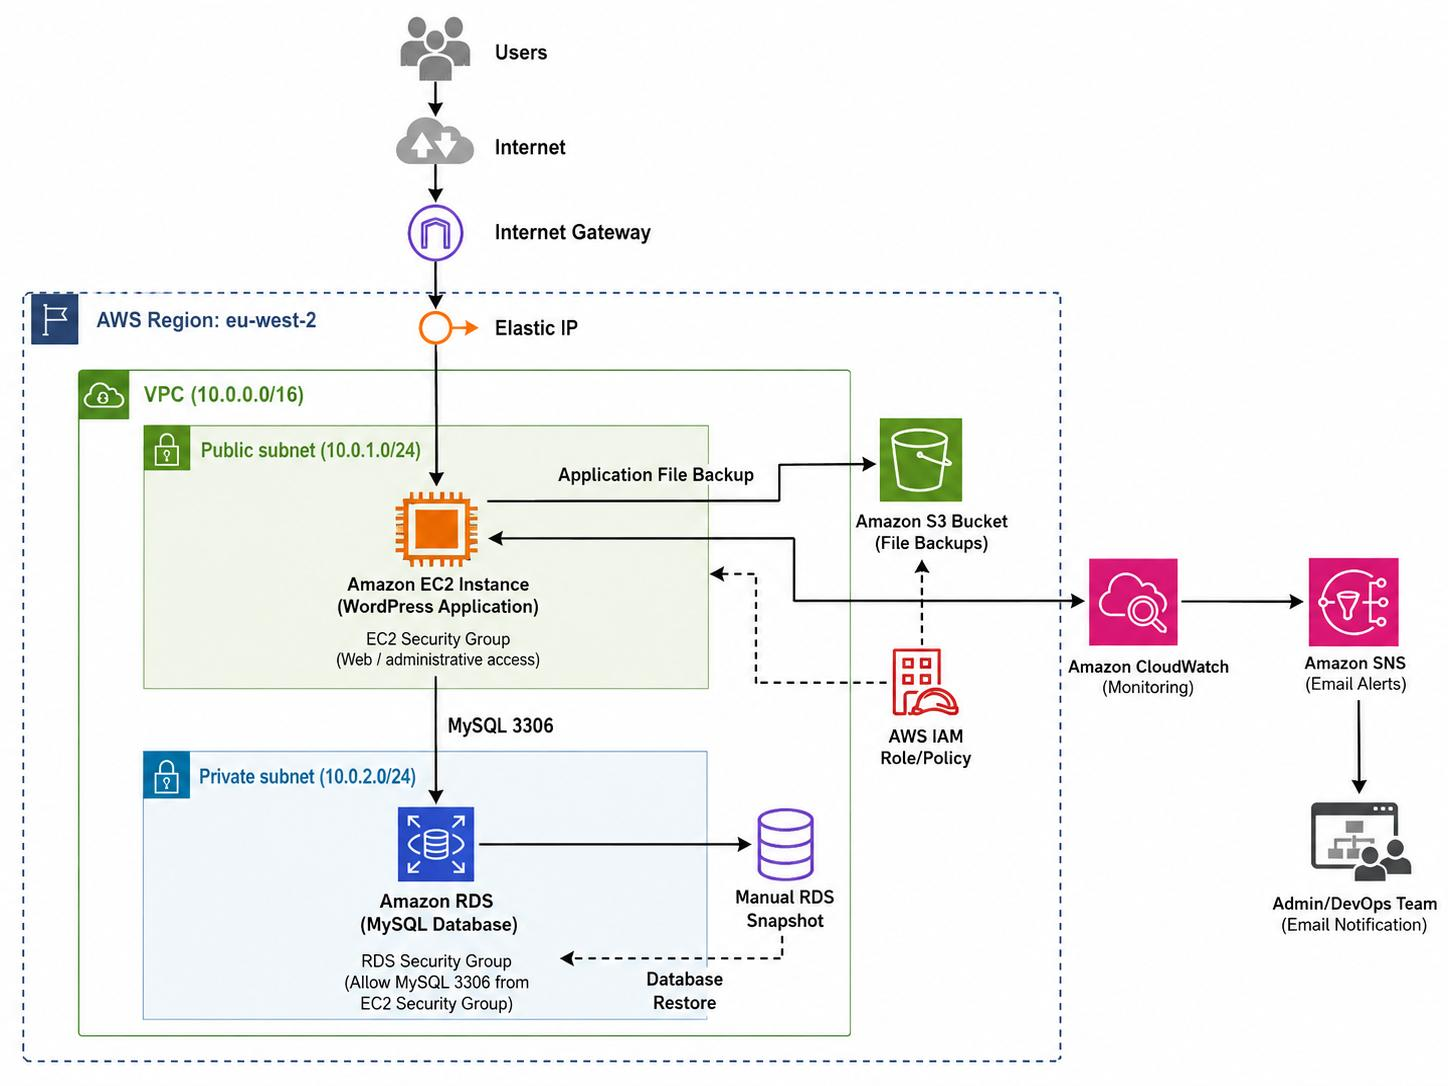 Users
Internet
Internet Gateway
AWS Region: eu-west-2
Elastic IP
VPC (10.0.0.0/16)
Public subnet (10.0.1.0/24)
Application File Backup
Amazon S3 Bucket
(File Backups)
Amazon EC2 Instance
(WordPress Application)
EC2 Security Group
(Web / administrative access)
Amazon CloudWatch
(Monitoring)
Amazon SNS
(Email Alerts)
AWS IAM
Role/Policy
MySQL 3306
Private subnet (10.0.2.0/24)
Amazon RDS
(MySQL Database)
Manual RDS
Snapshot
Admin/DevOps Team
(Email Notification)
RDS Security Group
(Allow MySQL 3306 from
EC2 Security Group)
Database
Restore